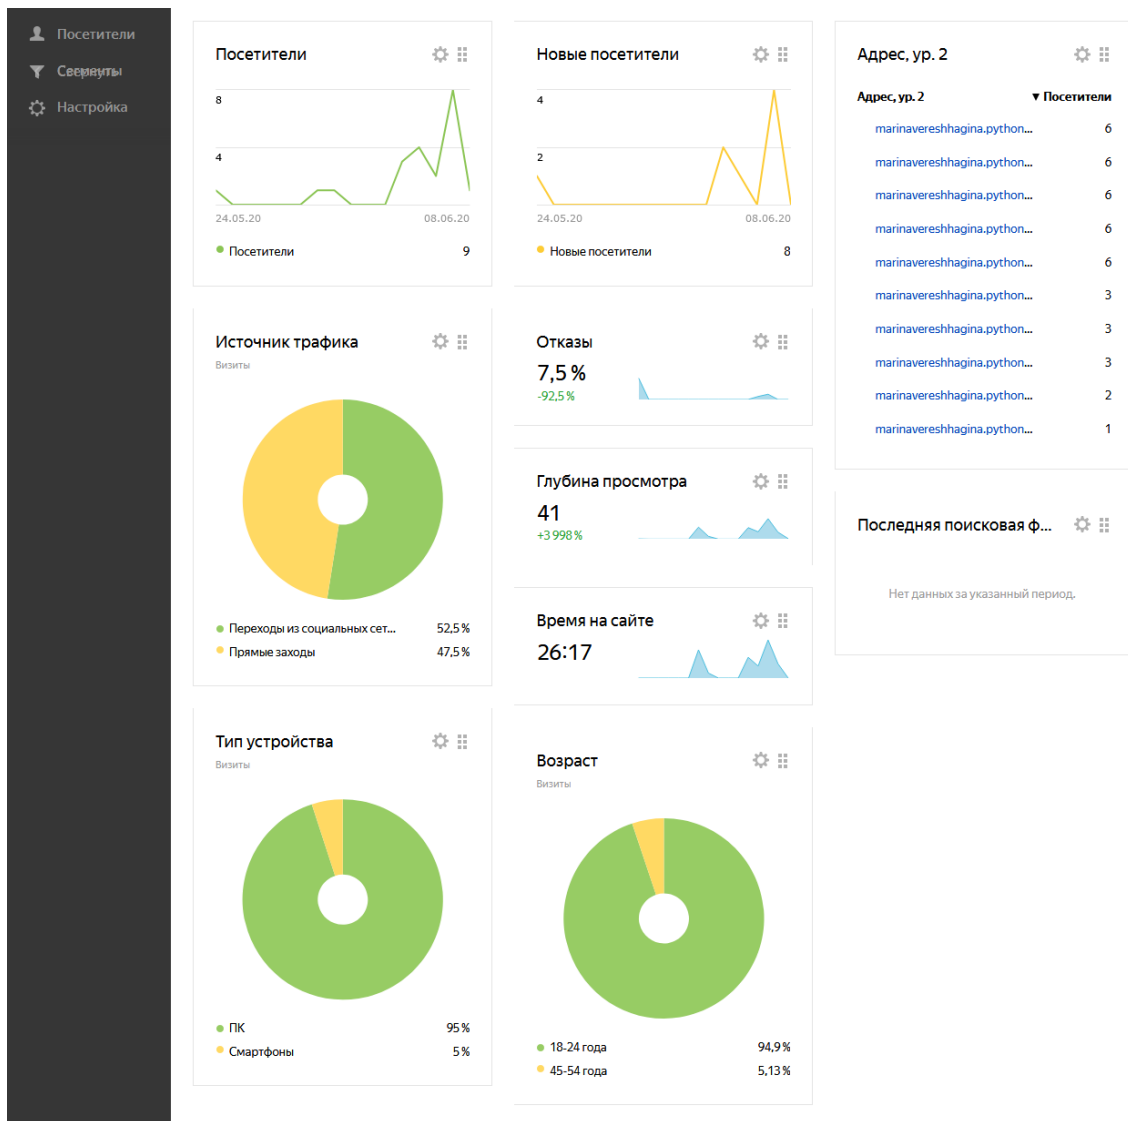 Посетители
Сегменты
Настройка
Посетители
8
4
24.05.20 08.06.20
Посетители 9
Новые посетители
4
2
24.05.20 08.06.20
Новые посетители 8
Адрес, ур. 2
Адрес, ур. 2 ▼ Посетители
marinavereshhagina.python... 6
marinavereshhagina.python... 6
marinavereshhagina.python... 6
marinavereshhagina.python... 6
marinavereshhagina.python... 6
marinavereshhagina.python... 3
marinavereshhagina.python... 3
marinavereshhagina.python... 3
marinavereshhagina.python... 2
marinavereshhagina.python... 1
Источник трафика
Визиты
Переходы из социальных сет... 52,5 %
Прямые заходы 47,5 %
Отказы
7,5 %
-92,5 %
Глубина просмотра
41
+3 998 %
Время на сайте
26:17
Последняя поисковая ф...
Нет данных за указанный период.
Тип устройства
Визиты
ПК 95 %
Смартфоны 5 %
Возраст
Визиты
18-24 года 94,9 %
45-54 года 5,13 %